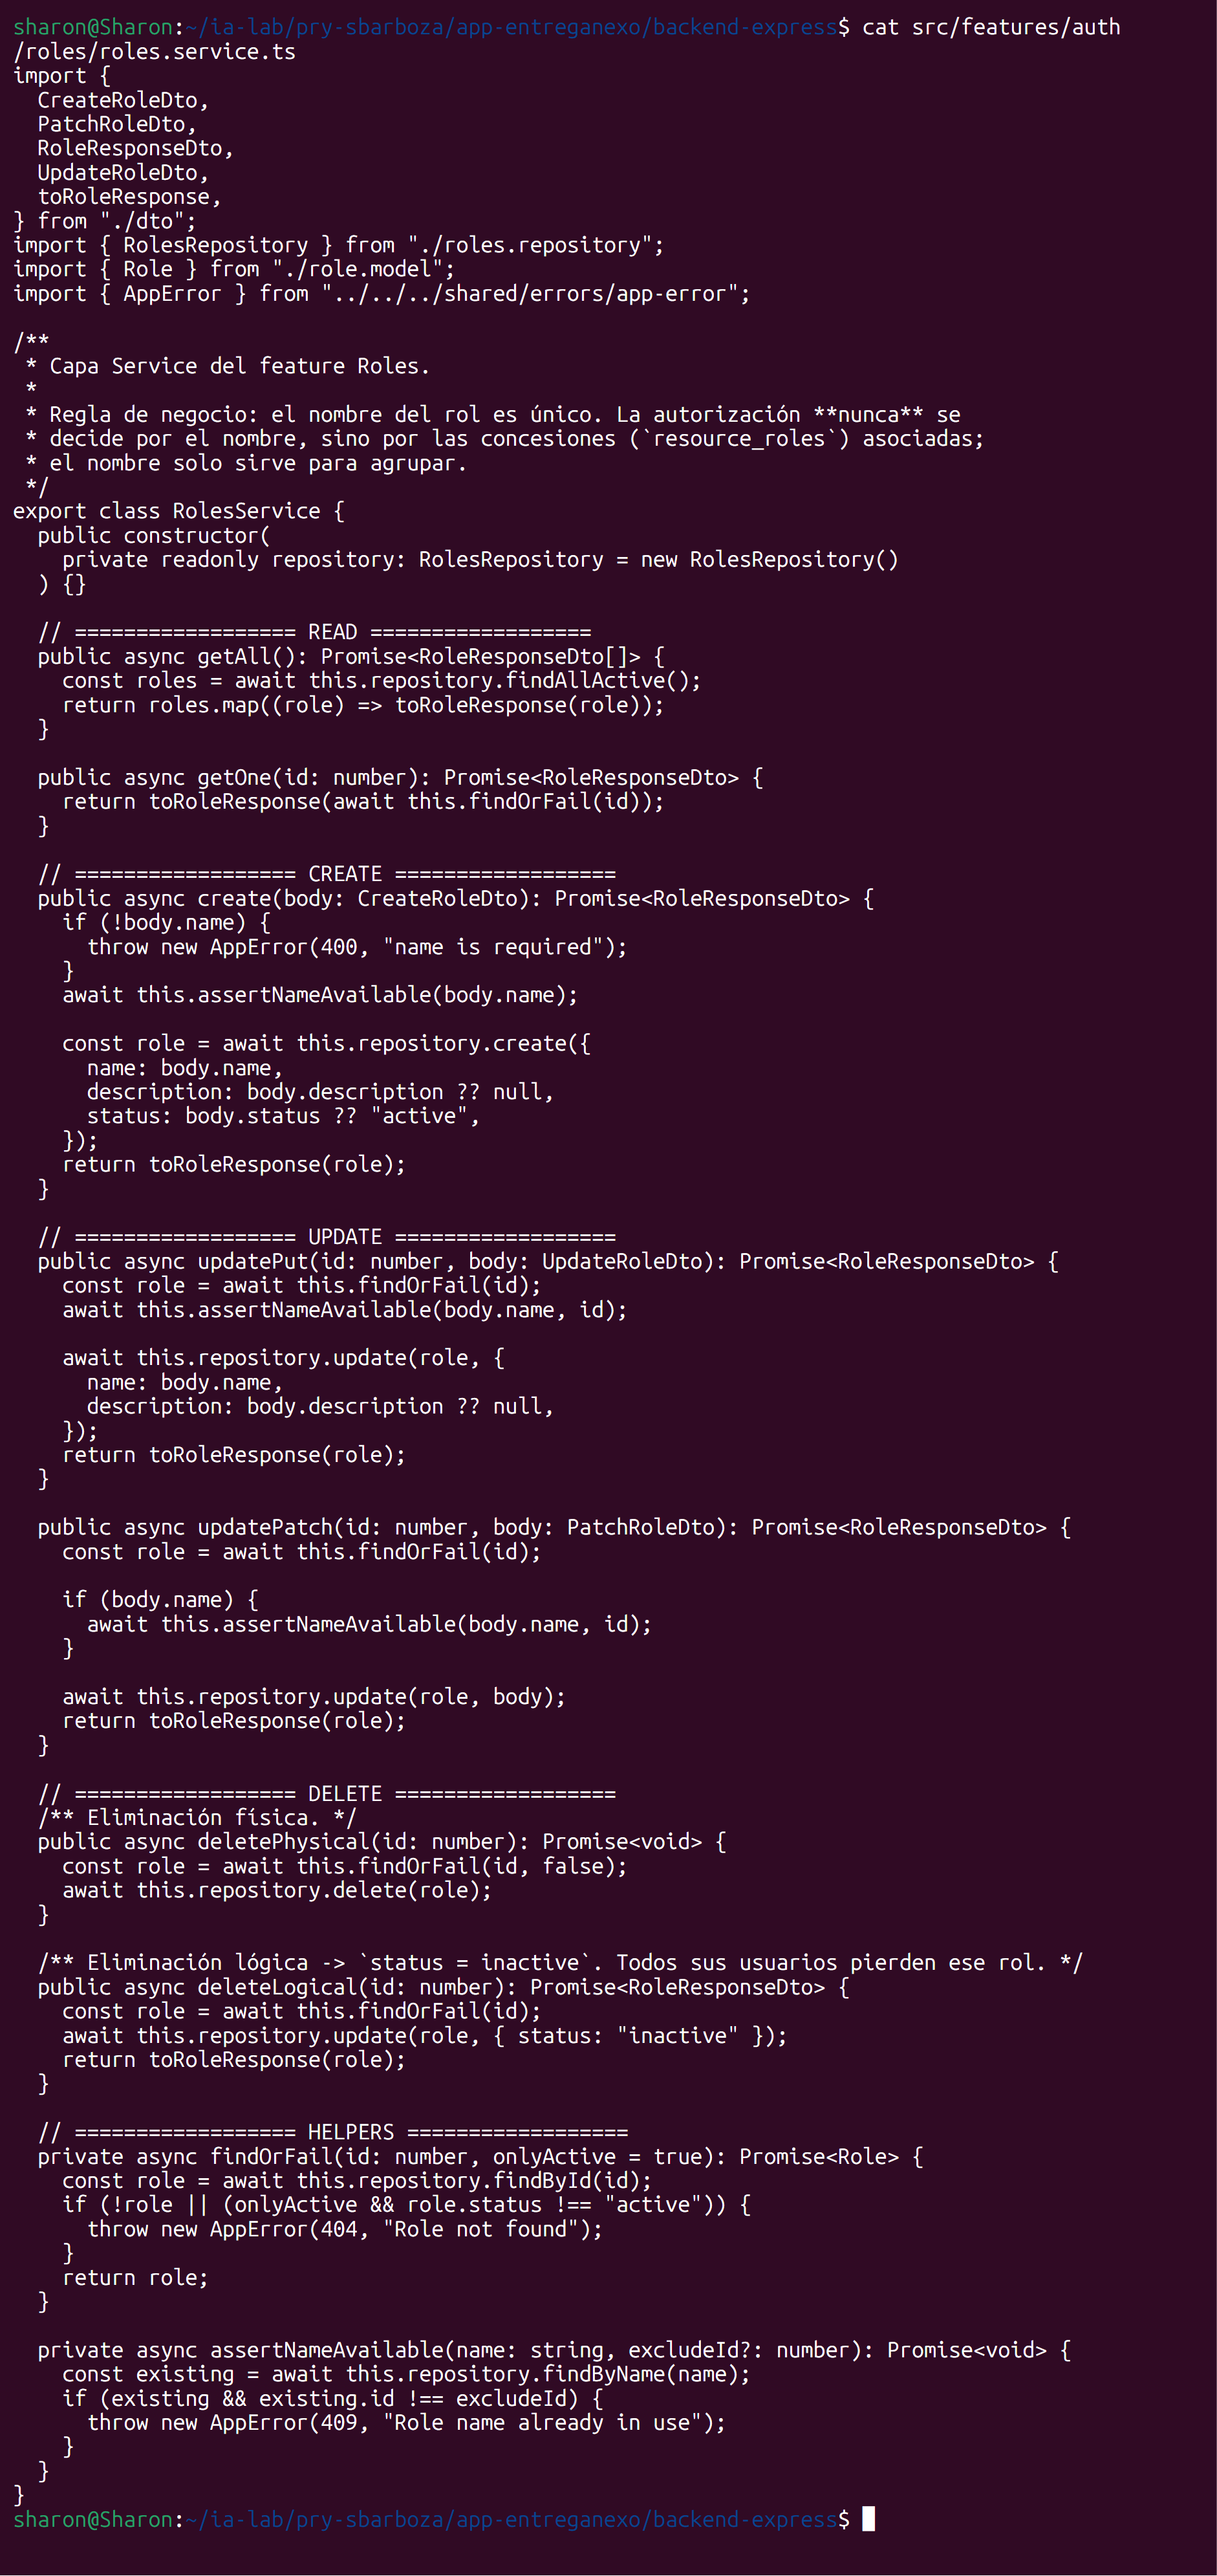 sharon@Sharon:~/ia-lab/pry-sbarboza/app-entreganexo/backend-express$ cat src/features/auth
/roles/roles.service.ts
import {
  CreateRoleDto,
  PatchRoleDto,
  RoleResponseDto,
  UpdateRoleDto,
  toRoleResponse,
} from "./dto";
import { RolesRepository } from "./roles.repository";
import { Role } from "./role.model";
import { AppError } from "../../../shared/errors/app-error";

/**
 * Capa Service del feature Roles.
 *
 * Regla de negocio: el nombre del rol es único. La autorización **nunca** se
 * decide por el nombre, sino por las concesiones (`resource_roles`) asociadas;
 * el nombre solo sirve para agrupar.
 */
export class RolesService {
  public constructor(
    private readonly repository: RolesRepository = new RolesRepository()
  ) {}

  // ================== READ ==================
  public async getAll(): Promise<RoleResponseDto[]> {
    const roles = await this.repository.findAllActive();
    return roles.map((role) => toRoleResponse(role));
  }

  public async getOne(id: number): Promise<RoleResponseDto> {
    return toRoleResponse(await this.findOrFail(id));
  }

  // ================== CREATE ==================
  public async create(body: CreateRoleDto): Promise<RoleResponseDto> {
    if (!body.name) {
      throw new AppError(400, "name is required");
    }
    await this.assertNameAvailable(body.name);

    const role = await this.repository.create({
      name: body.name,
      description: body.description ?? null,
      status: body.status ?? "active",
    });
    return toRoleResponse(role);
  }

  // ================== UPDATE ==================
  public async updatePut(id: number, body: UpdateRoleDto): Promise<RoleResponseDto> {
    const role = await this.findOrFail(id);
    await this.assertNameAvailable(body.name, id);

    await this.repository.update(role, {
      name: body.name,
      description: body.description ?? null,
    });
    return toRoleResponse(role);
  }

  public async updatePatch(id: number, body: PatchRoleDto): Promise<RoleResponseDto> {
    const role = await this.findOrFail(id);

    if (body.name) {
      await this.assertNameAvailable(body.name, id);
    }

    await this.repository.update(role, body);
    return toRoleResponse(role);
  }

  // ================== DELETE ==================
  /** Eliminación física. */
  public async deletePhysical(id: number): Promise<void> {
    const role = await this.findOrFail(id, false);
    await this.repository.delete(role);
  }

  /** Eliminación lógica -> `status = inactive`. Todos sus usuarios pierden ese rol. */
  public async deleteLogical(id: number): Promise<RoleResponseDto> {
    const role = await this.findOrFail(id);
    await this.repository.update(role, { status: "inactive" });
    return toRoleResponse(role);
  }

  // ================== HELPERS ==================
  private async findOrFail(id: number, onlyActive = true): Promise<Role> {
    const role = await this.repository.findById(id);
    if (!role || (onlyActive && role.status !== "active")) {
      throw new AppError(404, "Role not found");
    }
    return role;
  }

  private async assertNameAvailable(name: string, excludeId?: number): Promise<void> {
    const existing = await this.repository.findByName(name);
    if (existing && existing.id !== excludeId) {
      throw new AppError(409, "Role name already in use");
    }
  }
}
sharon@Sharon:~/ia-lab/pry-sbarboza/app-entreganexo/backend-express$